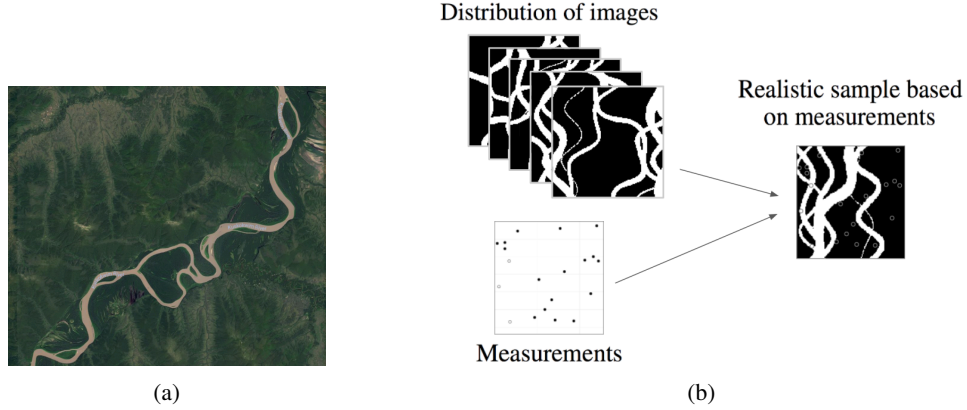 Distribution of images
Realistic sample based
on measurements
Measurements
(a)
(b)